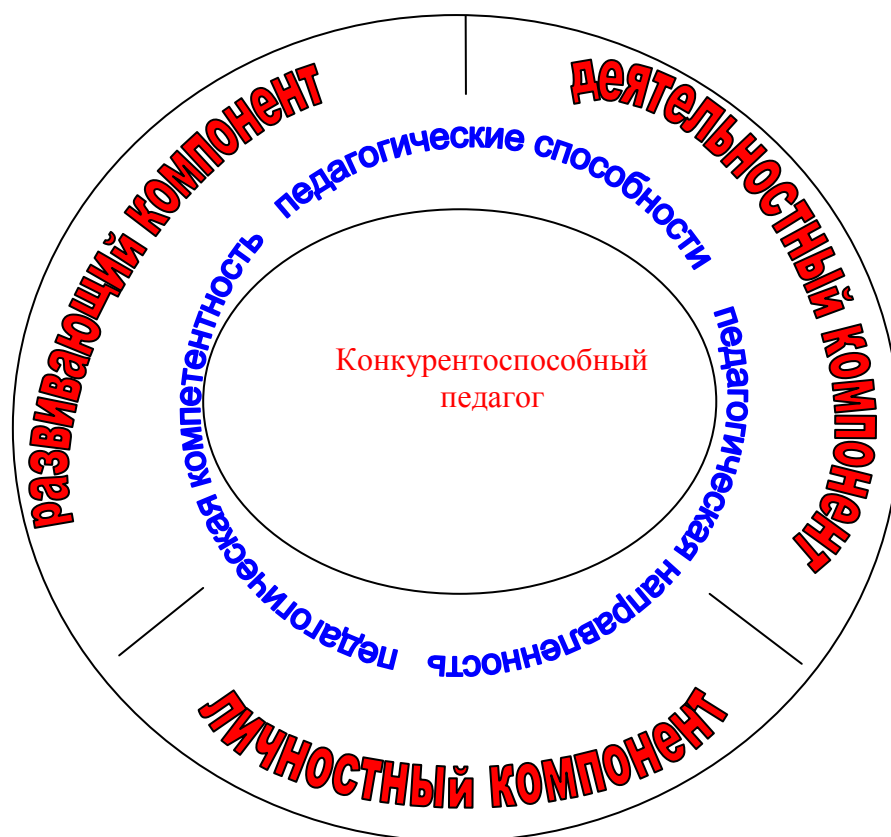 развивающий компонент
деятельностный компонент
педагогические способности
педагогическая направленность
педагогическая компетентность
Конкурентоспособный
педагог
личностный компонент